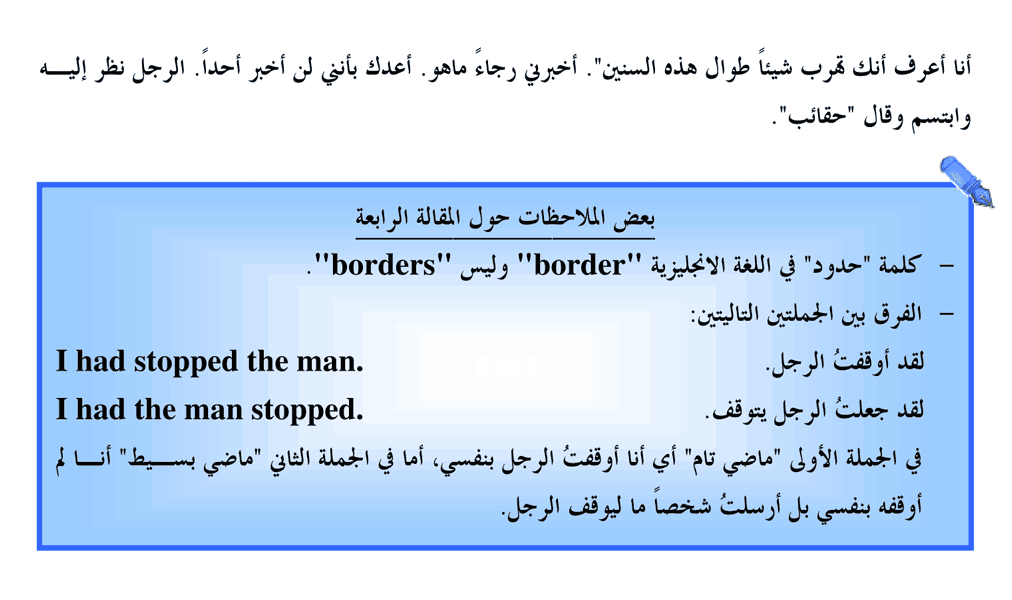 أنا أعرف أنك تهرب شيئاً طوال هذه السنين". أخبرني رجاءً ماهو. أعدك بأنني لن أخبر أحداً. الرجل نظر إليه
وابتسم وقال "حقائب".
بعض الملاحظات حول المقالة الرابعة
– كلمة "حدود" في اللغة الانجليزية "border" وليس "borders".
– الفرق بين الجملتين التاليتين:
لقد أوقفتُ الرجل. I had stopped the man.
لقد جعلتُ الرجل يتوقف. I had the man stopped.
في الجملة الأولى "ماضي تام" أي أنا أوقفتُ الرجل بنفسي، أما في الجملة الثاني "ماضي بسيط" أنا لم
أوقفه بنفسي بل أرسلتُ شخصاً ما ليوقف الرجل.